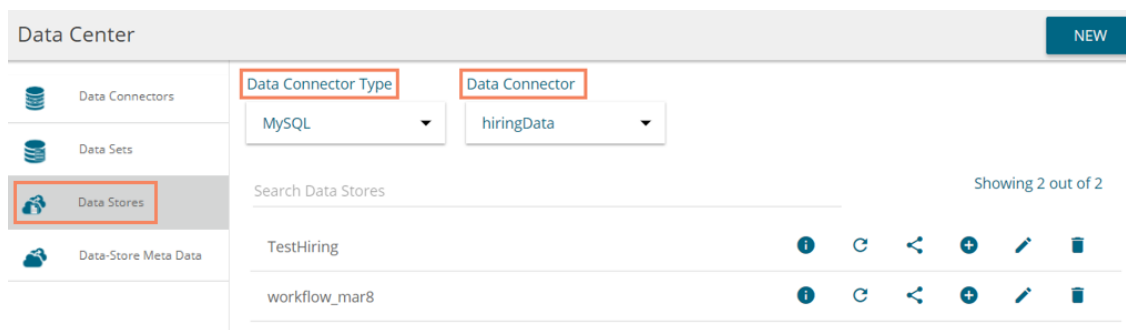 Data Center
NEW
Data Connectors
Data Sets
Data Stores
Data-Store Meta Data
Data Connector Type
Data Connector
MySQL
hiringData
Search Data Stores
Showing 2 out of 2
TestHiring
workflow_mar8